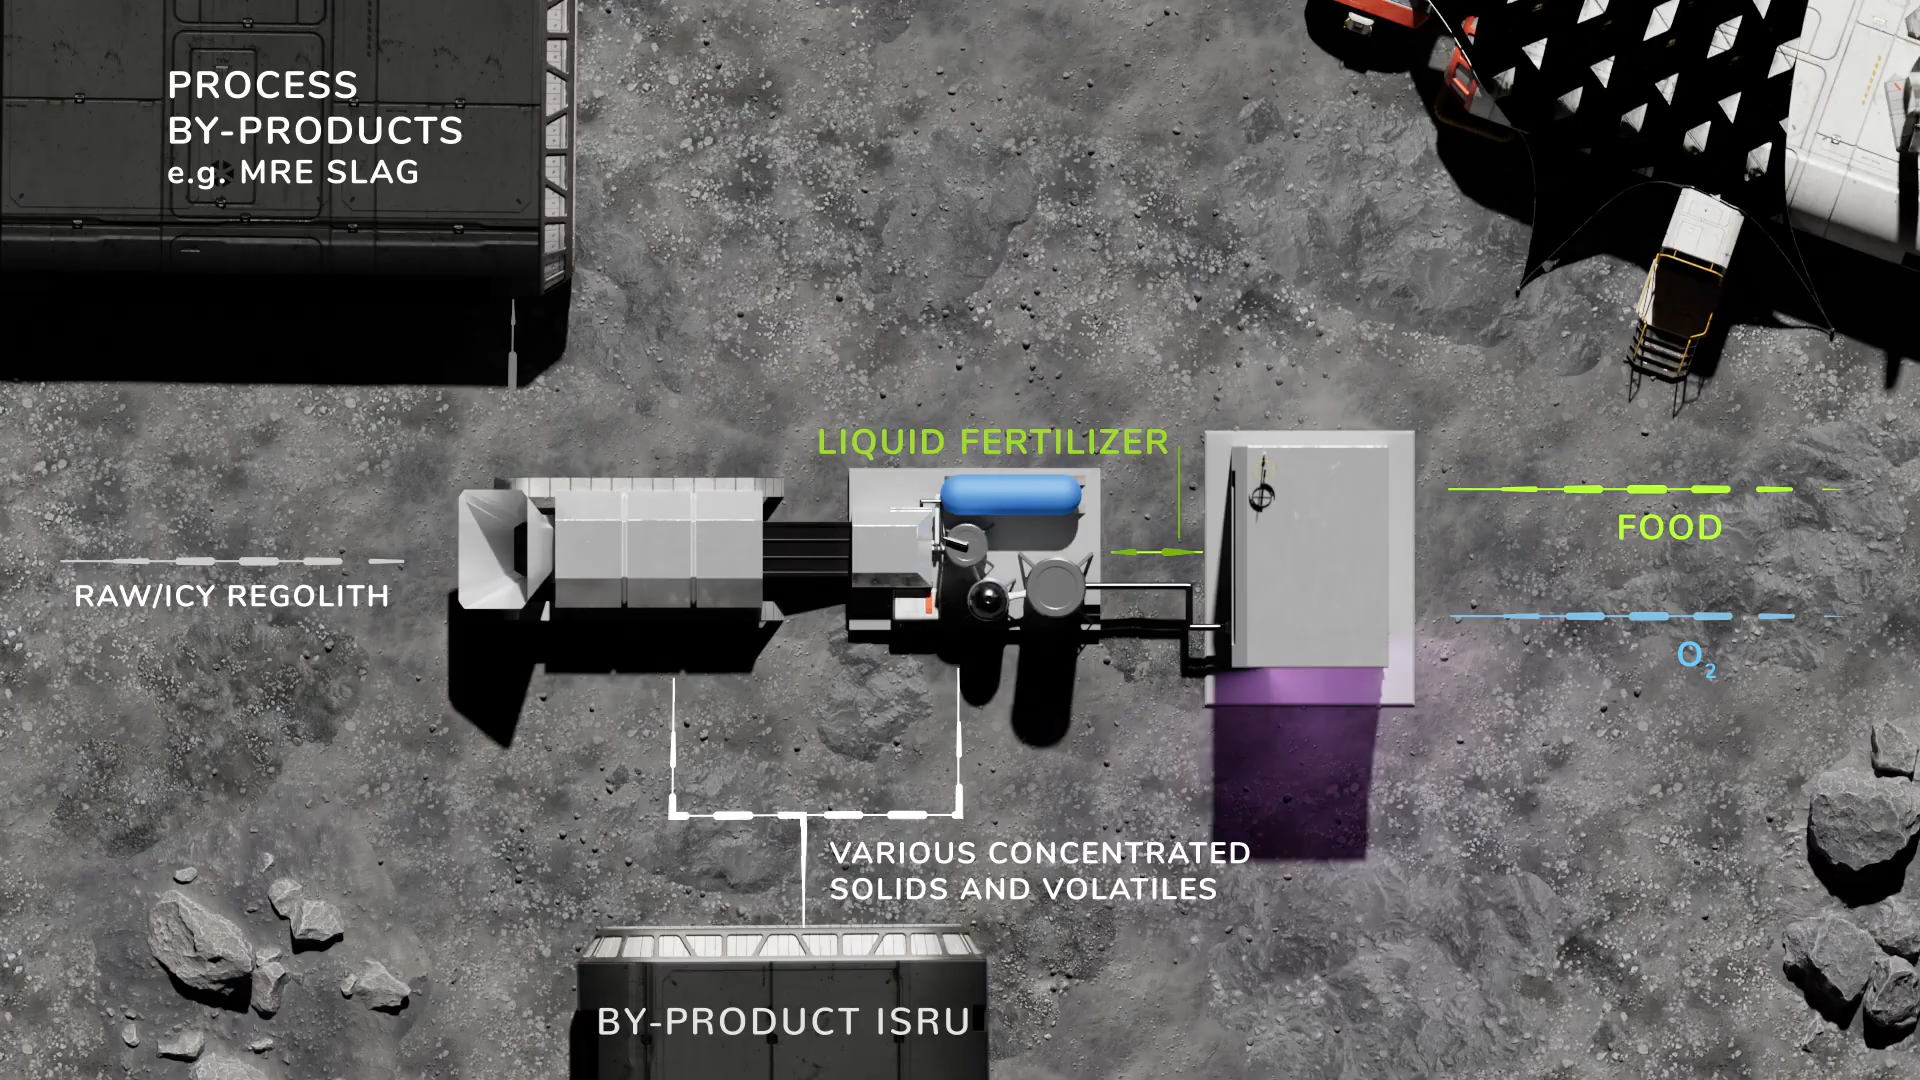 PROCESS
BY-PRODUCTS
e.g. MRE SLAG
LIQUID FERTILIZER
FOOD
RAW/ICY REGOLITH
O₂
VARIOUS CONCENTRATED
SOLIDS AND VOLATILES
BY-PRODUCT ISRU